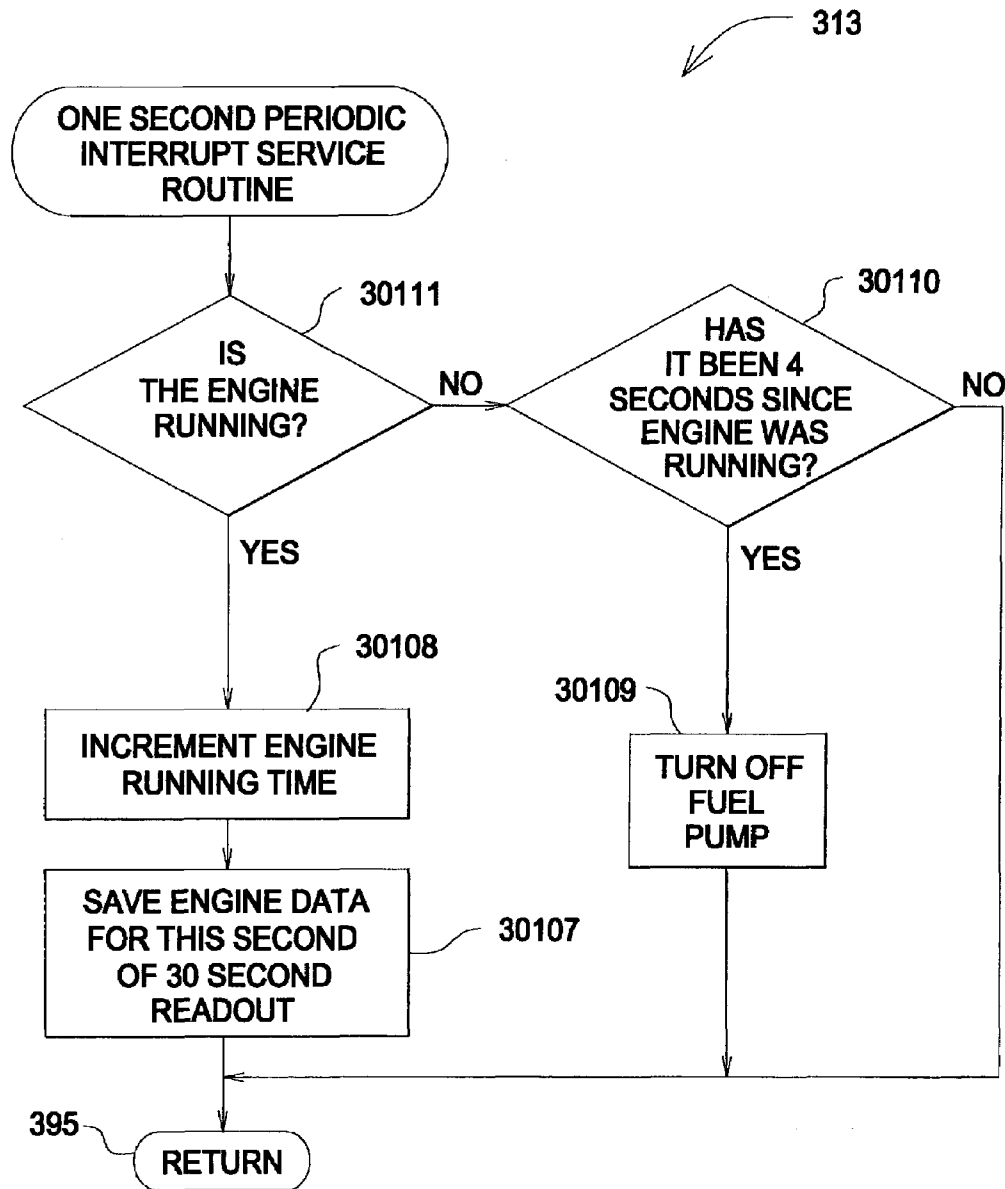 313
ONE SECOND PERIODIC
INTERRUPT SERVICE
ROUTINE
30111
IS
THE ENGINE
RUNNING?
NO
30110
HAS
IT BEEN 4
SECONDS SINCE
ENGINE WAS
RUNNING?
NO
YES
YES
30108
INCREMENT ENGINE
RUNNING TIME
30109
TURN OFF
FUEL
PUMP
SAVE ENGINE DATA
FOR THIS SECOND
OF 30 SECOND
READOUT
30107
395
RETURN